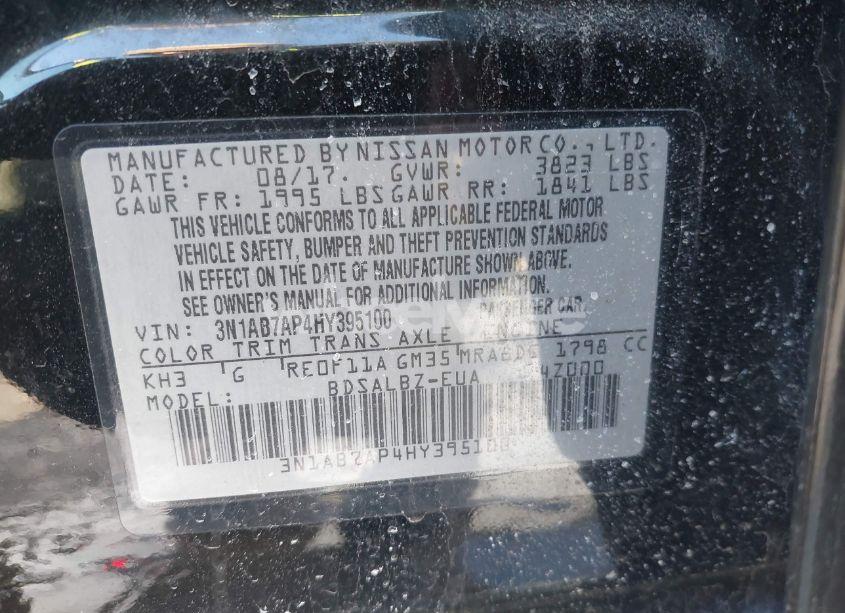 MANUFACTURED BY NISSAN MOTOR CO., LTD.
DATE: 08/17. GVWR: 3823 LBS
GAWR FR: 1995 LBS GAWR RR: 1841 LBS
THIS VEHICLE CONFORMS TO ALL APPLICABLE FEDERAL MOTOR
VEHICLE SAFETY, BUMPER AND THEFT PREVENTION STANDARDS
IN EFFECT ON THE DATE OF MANUFACTURE SHOWN ABOVE.
SEE OWNER'S MANUAL FOR ADDITIONAL INFORMATION.
VIN: 3N1AB7AP4HY395100 PASSENGER CAR.
COLOR TRIM TRANS AXLE ENGINE
KH3 G RE0F11A GM35 MRA8DE 1798 CC
MODEL: BDSALBZ-EUA
3N1AB7AP4HY395100